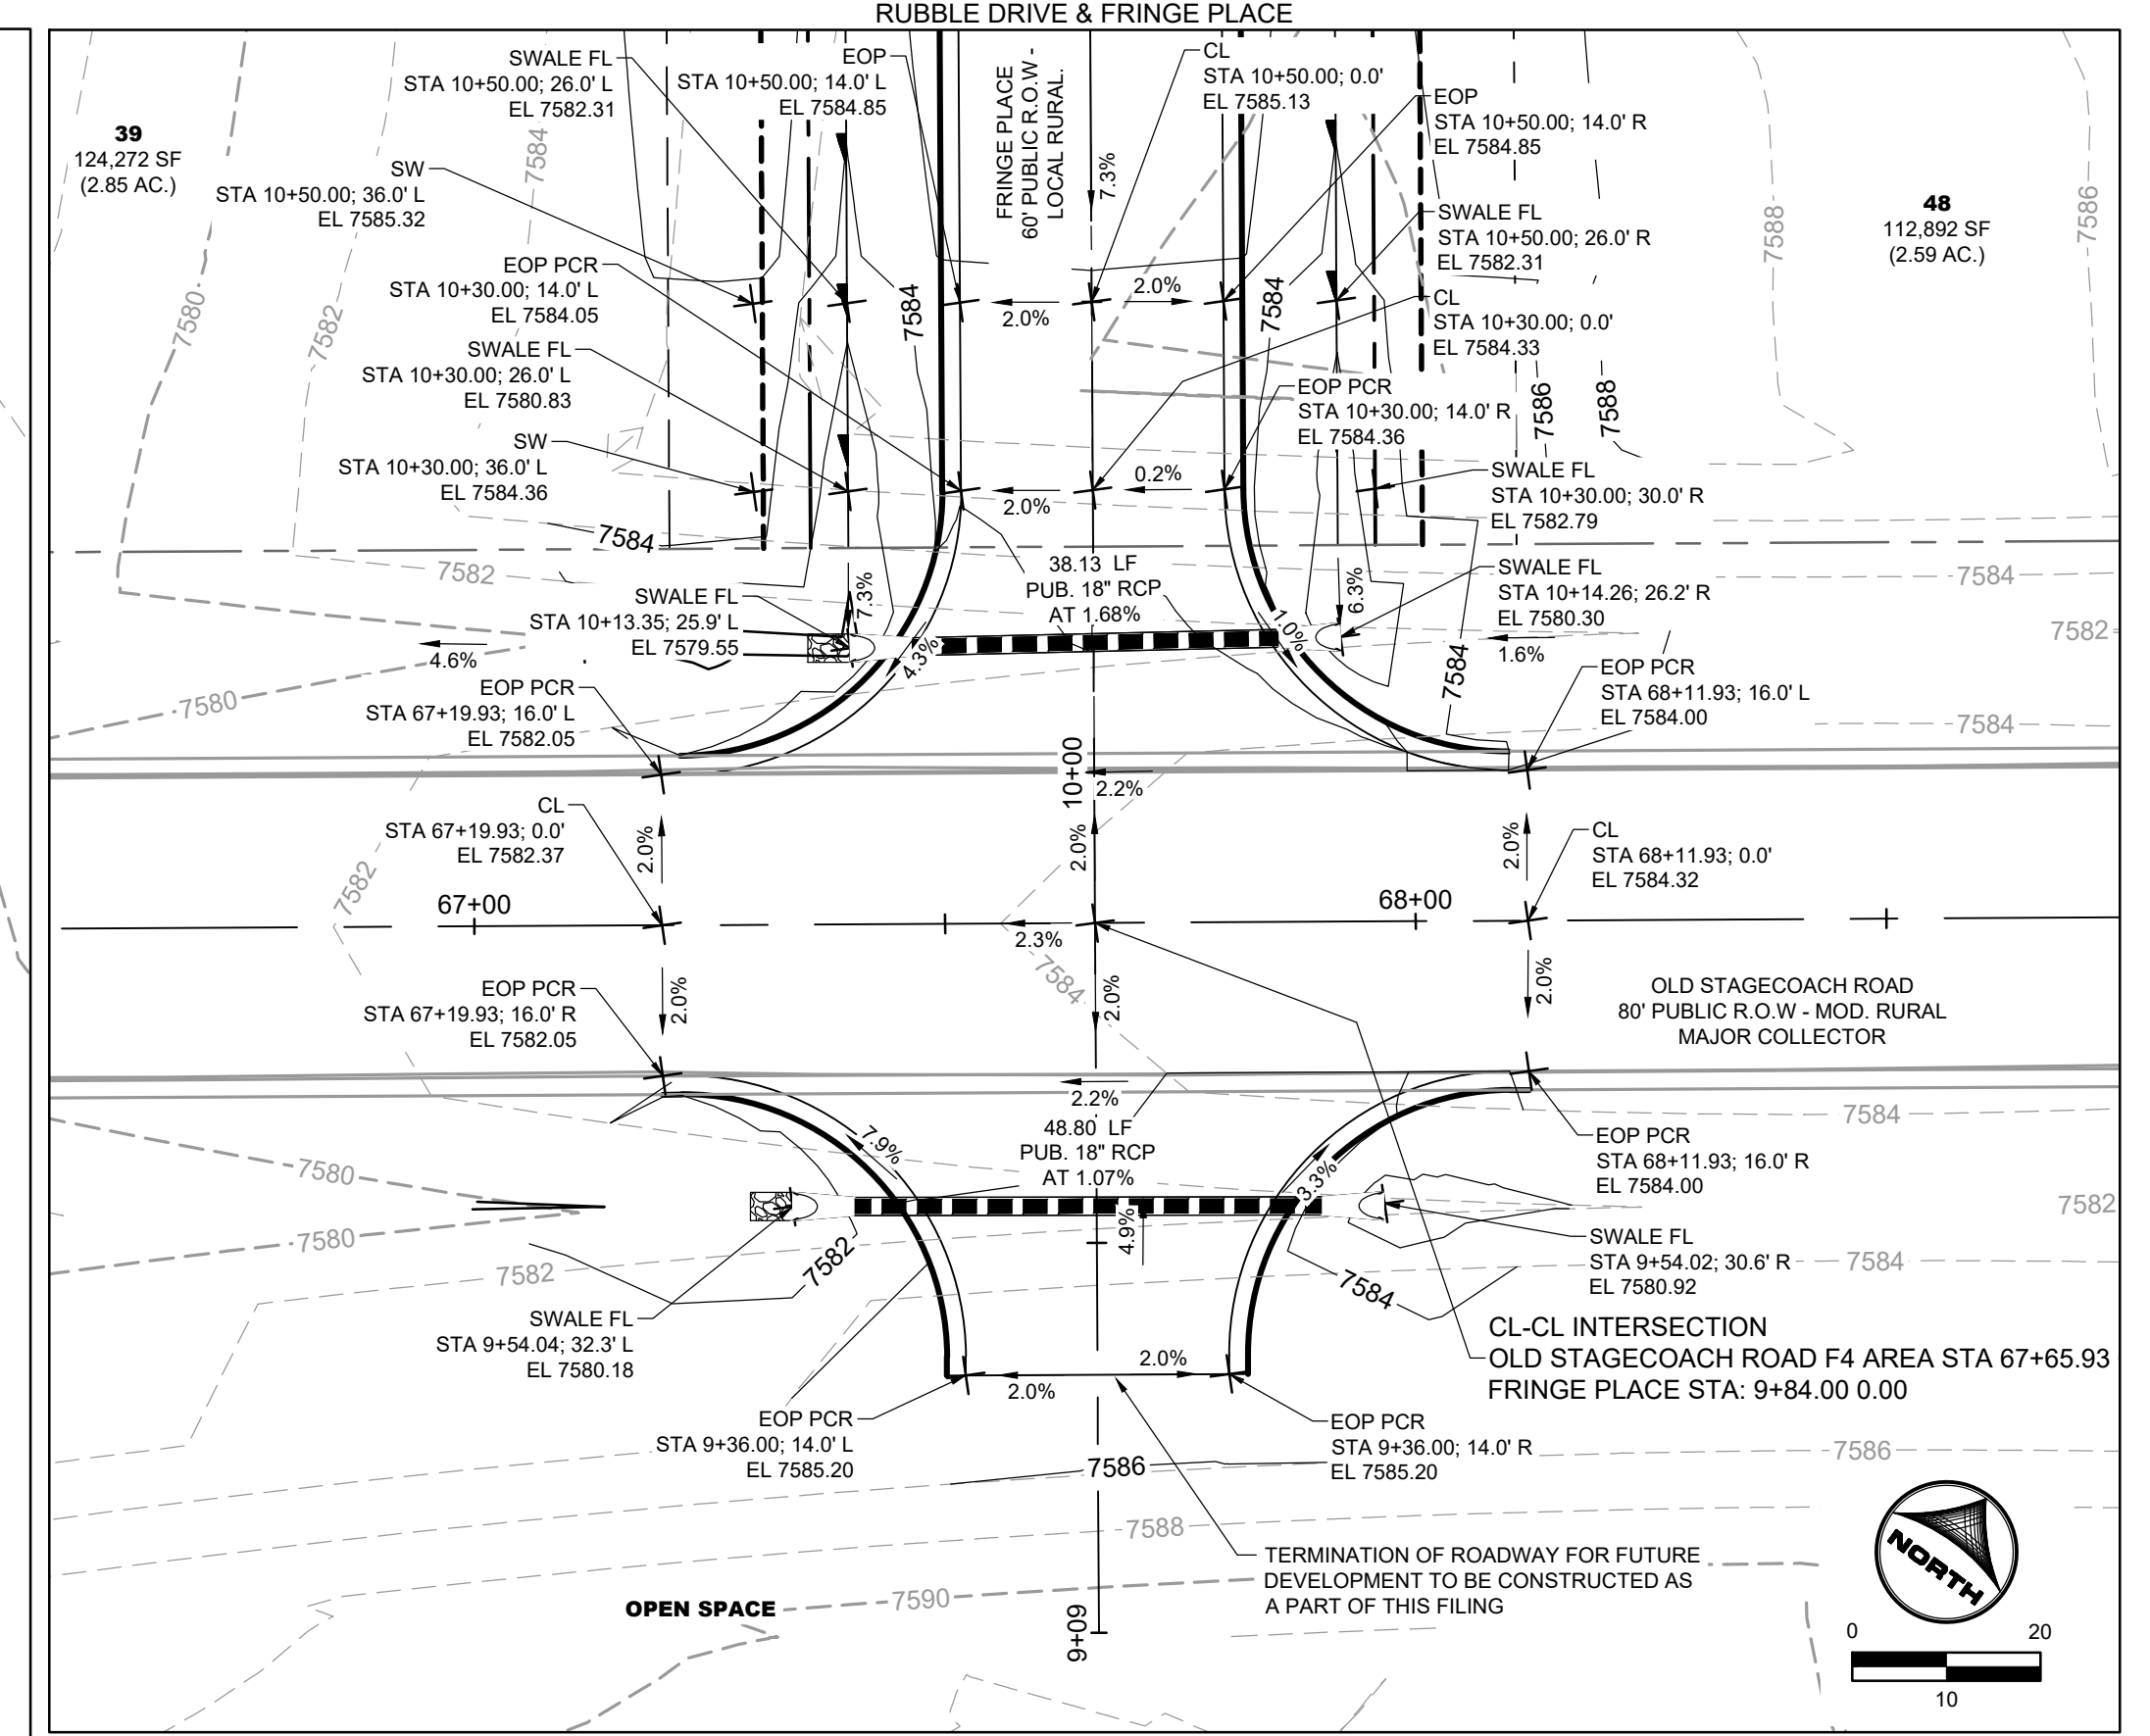 RUBBLE DRIVE & FRINGE PLACE
39
124,272 SF
(2.85 AC.)
SWALE FL
STA 10+50.00; 26.0' L
EL 7582.31
EOP
STA 10+50.00; 14.0' L
EL 7584.85
FRINGE PLACE
60' PUBLIC R.O.W -
LOCAL RURAL.
7.3%
CL
STA 10+50.00; 0.0'
EL 7585.13
EOP
STA 10+50.00; 14.0' R
EL 7584.85
48
112,892 SF
(2.59 AC.)
SW
STA 10+50.00; 36.0' L
EL 7585.32
SWALE FL
STA 10+50.00; 26.0' R
EL 7582.31
EOP PCR
STA 10+30.00; 14.0' L
EL 7584.05
CL
STA 10+30.00; 0.0'
EL 7584.33
SWALE FL
STA 10+30.00; 26.0' L
EL 7580.83
EOP PCR
STA 10+30.00; 14.0' R
EL 7584.36
SW
STA 10+30.00; 36.0' L
EL 7584.36
SWALE FL
STA 10+30.00; 30.0' R
EL 7582.79
7580
7582
7584
7584
7584
7586
7588
7588
7586
2.0%
2.0%
2.0%
0.2%
7584
7582
7584
38.13 LF
PUB. 18" RCP
AT 1.68%
SWALE FL
STA 10+13.35; 25.9' L
EL 7579.55
SWALE FL
STA 10+14.26; 26.2' R
EL 7580.30
7.3%
6.3%
4.6%
4.3%
1.0%
1.6%
7582
7584
7580
7584
EOP PCR
STA 67+19.93; 16.0' L
EL 7582.05
EOP PCR
STA 68+11.93; 16.0' L
EL 7584.00
10+00
2.2%
CL
STA 67+19.93; 0.0'
EL 7582.37
2.0%
2.0%
2.0%
CL
STA 68+11.93; 0.0'
EL 7584.32
7582
67+00
68+00
2.3%
7584
EOP PCR
STA 67+19.93; 16.0' R
EL 7582.05
2.0%
2.0%
2.0%
OLD STAGECOACH ROAD
80' PUBLIC R.O.W - MOD. RURAL
MAJOR COLLECTOR
2.2%
48.80 LF
PUB. 18" RCP
AT 1.07%
7.9%
3.3%
4.9%
7584
EOP PCR
STA 68+11.93; 16.0' R
EL 7584.00
7580
7580
7582
7582
7582
7584
7584
SWALE FL
STA 9+54.02; 30.6' R
EL 7580.92
SWALE FL
STA 9+54.04; 32.3' L
EL 7580.18
CL-CL INTERSECTION
OLD STAGECOACH ROAD F4 AREA STA 67+65.93
FRINGE PLACE STA: 9+84.00 0.00
2.0%
2.0%
EOP PCR
STA 9+36.00; 14.0' L
EL 7585.20
EOP PCR
STA 9+36.00; 14.0' R
EL 7585.20
7586
7586
7588
TERMINATION OF ROADWAY FOR FUTURE
DEVELOPMENT TO BE CONSTRUCTED AS
A PART OF THIS FILING
OPEN SPACE
7590
9+09
NORTH
0
20
10